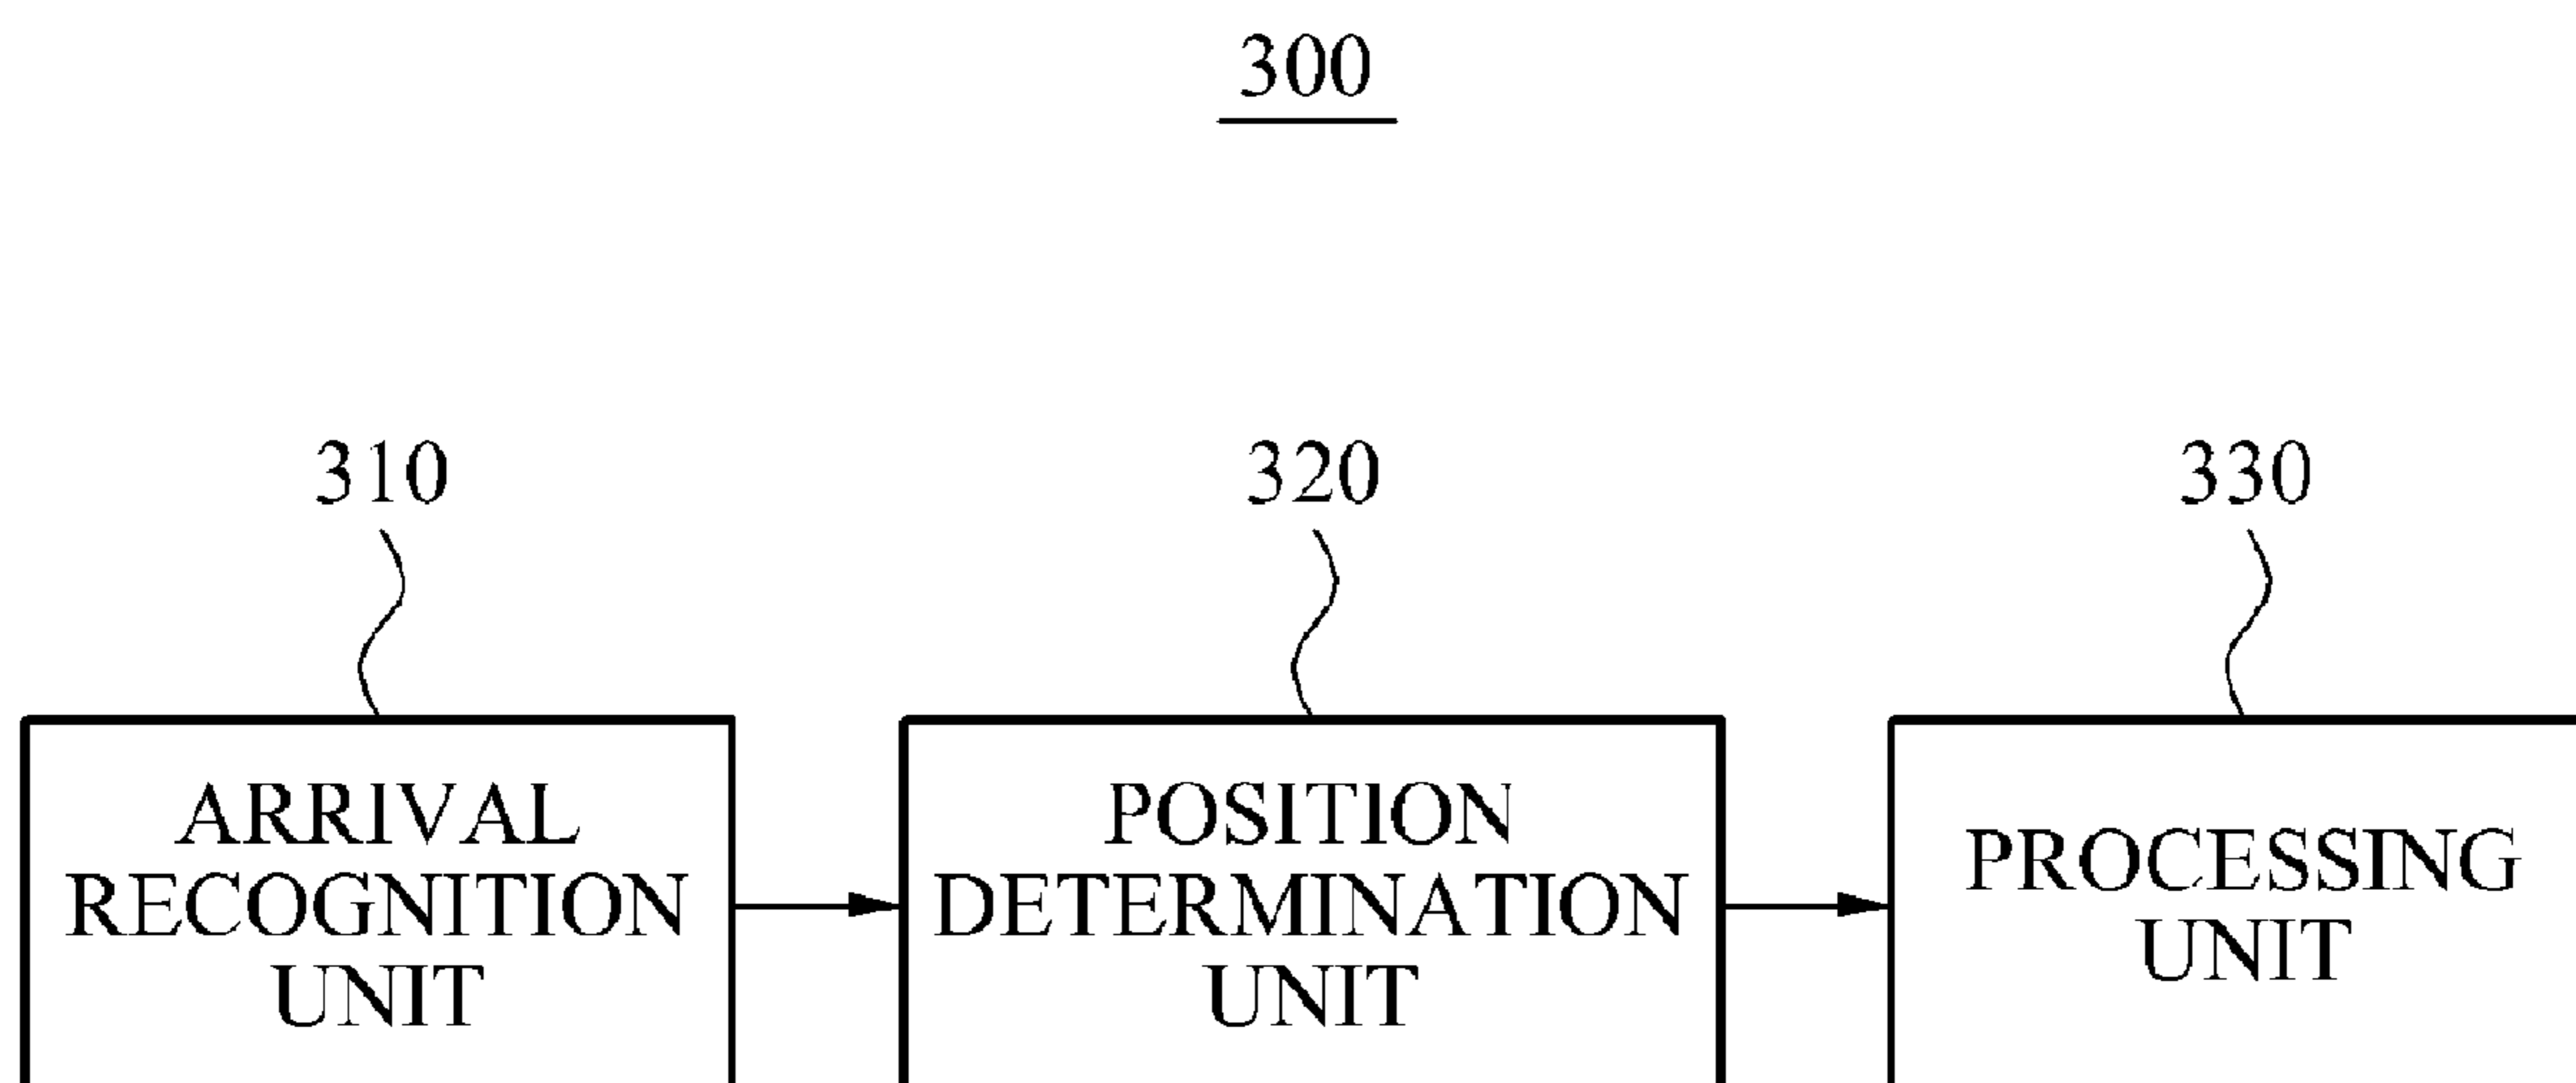 300
310
320
330
ARRIVAL
RECOGNITION
UNIT
POSITION
DETERMINATION
UNIT
PROCESSING
UNIT